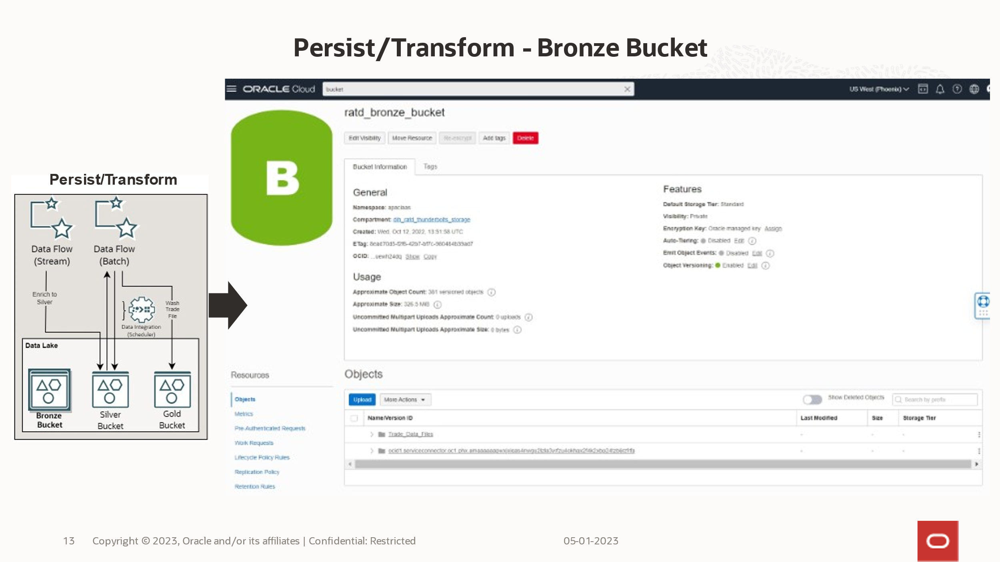 Persist/Transform - Bronze Bucket
Persist/Transform
Data Flow
(Stream)
Data Flow
(Batch)
Enrich to
Silver
Wash
Trade
File
Data Integration
(Scheduler)
Data Lake
Bronze
Bucket
Silver
Bucket
Gold
Bucket
ORACLE Cloud
bucket
US West (Phoenix)
B
ratd_bronze_bucket
Edit Visibility
Move Resource
Re-encrypt
Add tags
Delete
Bucket Information
Tags
General
Namespace:
Compartment: dih_ratd_thunderbolts_storage
Created: Wed, Oct 12, 2022, 13:51:58 UTC
ETag:
OCID: Show Copy
Usage
Approximate Object Count: 381 versioned objects
Approximate Size: 326.5 MiB
Uncommitted Multipart Uploads Approximate Count: 0 uploads
Uncommitted Multipart Uploads Approximate Size: 0 bytes
Features
Default Storage Tier: Standard
Visibility: Private
Encryption Key: Oracle managed key Assign
Auto-Tiering: Disabled Edit
Emit Object Events: Disabled Edit
Object Versioning: Enabled Edit
Resources
Objects
Metrics
Pre-Authenticated Requests
Work Requests
Lifecycle Policy Rules
Replication Policy
Retention Rules
Objects
Upload
More Actions
Show Deleted Objects
Search by prefix
Name/Version ID
Last Modified
Size
Storage Tier
Trade_Data_Files
- - -
- - -
13
Copyright © 2023, Oracle and/or its affiliates | Confidential: Restricted
05-01-2023